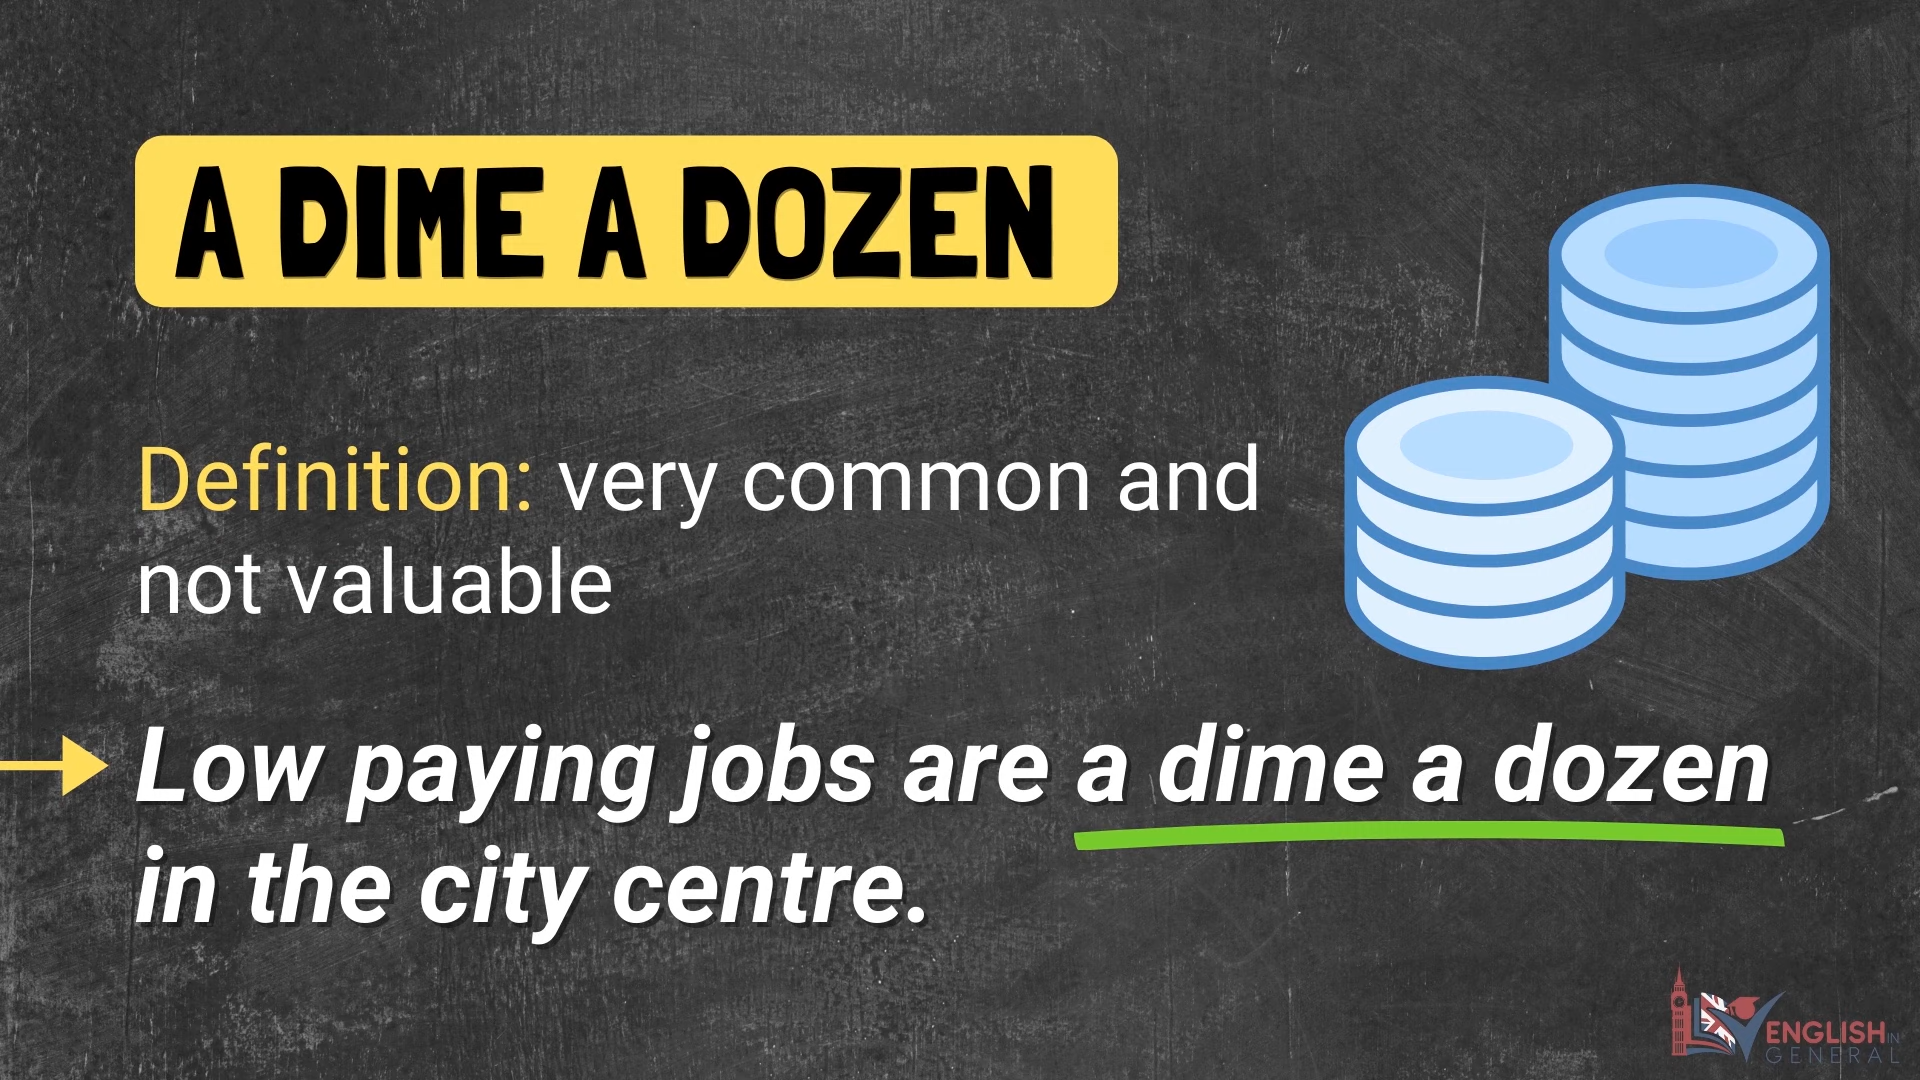 A DIME A DOZEN
Definition: very common and
not valuable
Low paying jobs are a dime a dozen
in the city centre.
ENGLISH IN
GENERAL